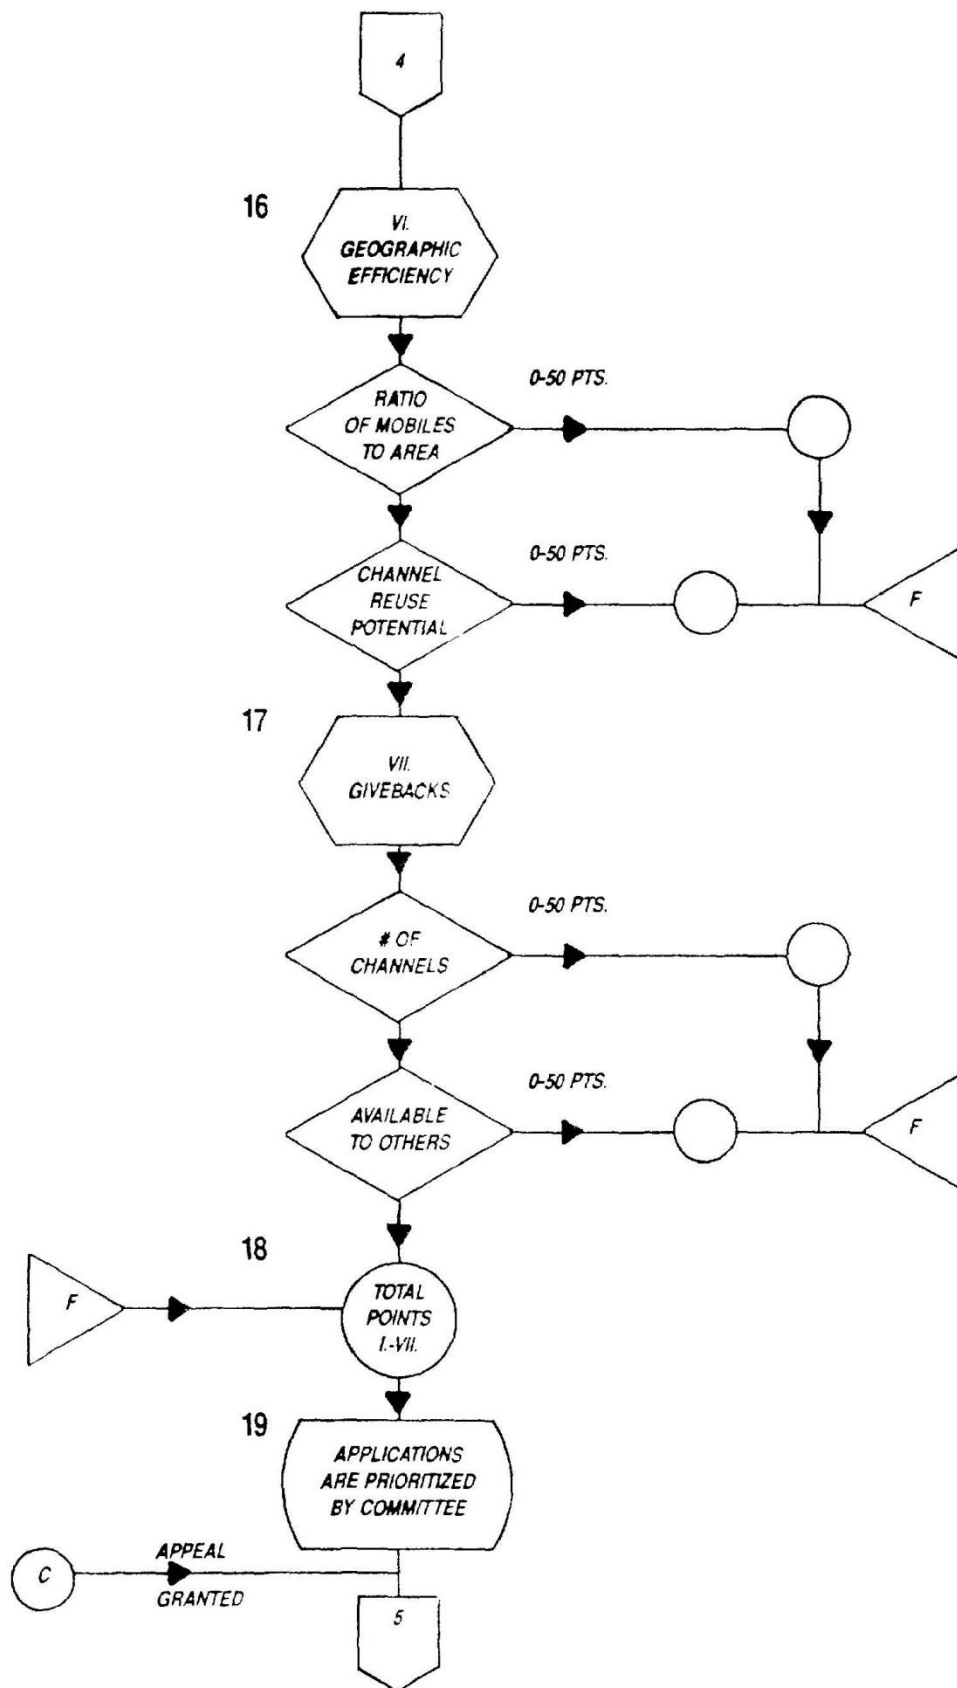 4
16
VI.
GEOGRAPHIC
EFFICIENCY
0-50 PTS.
RATIO
OF MOBILES
TO AREA
0-50 PTS.
CHANNEL
REUSE
POTENTIAL
F
17
VII.
GIVEBACKS
0-50 PTS.
# OF
CHANNELS
0-50 PTS.
AVAILABLE
TO OTHERS
F
18
F
TOTAL
POINTS
I.-VII.
19
APPLICATIONS
ARE PRIORITIZED
BY COMMITTEE
C
APPEAL
GRANTED
5